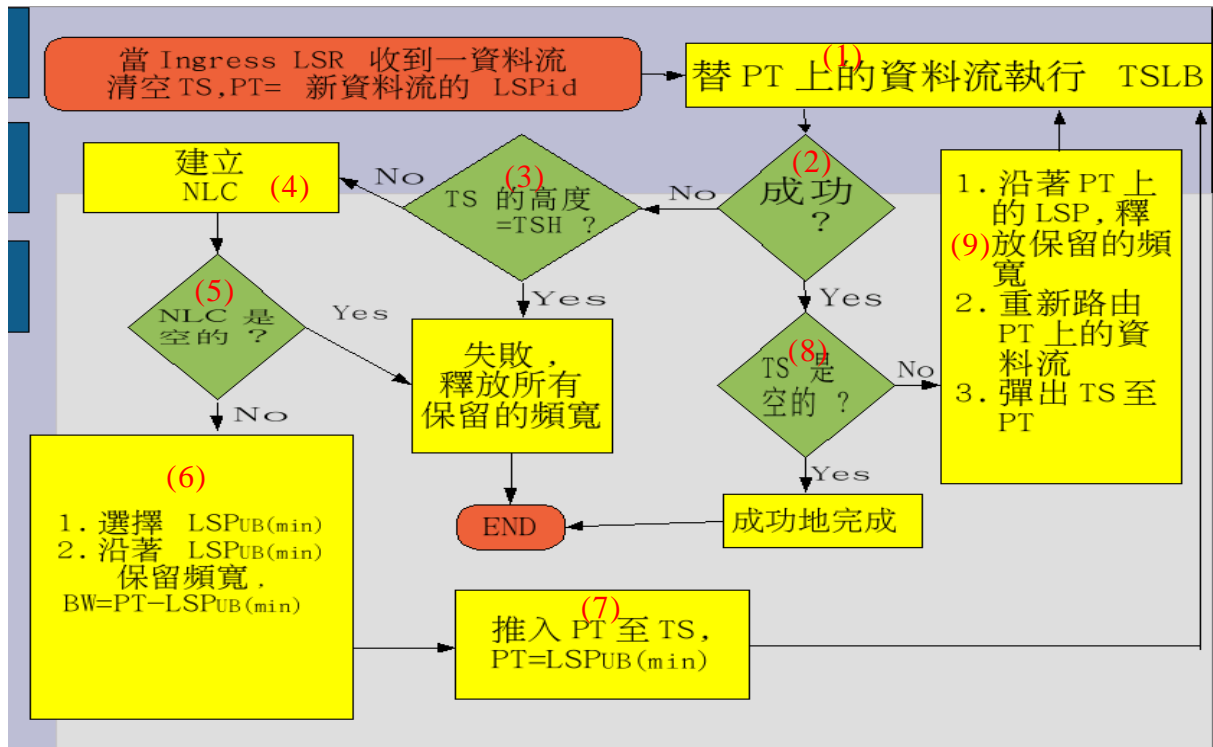 當 Ingress LSR 收到一資料流
清空 TS,PT= 新資料流的 LSPid
(1)
替 PT 上的資料流執行 TSLB
(2)
成功
?
No
Yes
(3)
TS 的高度
=TSH ?
No
Yes
建立
NLC
(4)
(5)
NLC 是
空的 ?
Yes
No
失敗 ,
釋放所有
保留的頻寬
(6)
1. 選擇 LSPUB(min)
2. 沿著 LSPUB(min)
保留頻寬 ,
BW=PT-LSPUB(min)
(7)
推入 PT 至 TS,
PT=LSPUB(min)
(8)
TS 是
空的 ?
No
Yes
成功地完成
END
(9)
1. 沿著 PT 上
的 LSP, 釋
放保留的頻
寬
2. 重新路由
PT 上的資
料流
3. 彈出 TS 至
PT